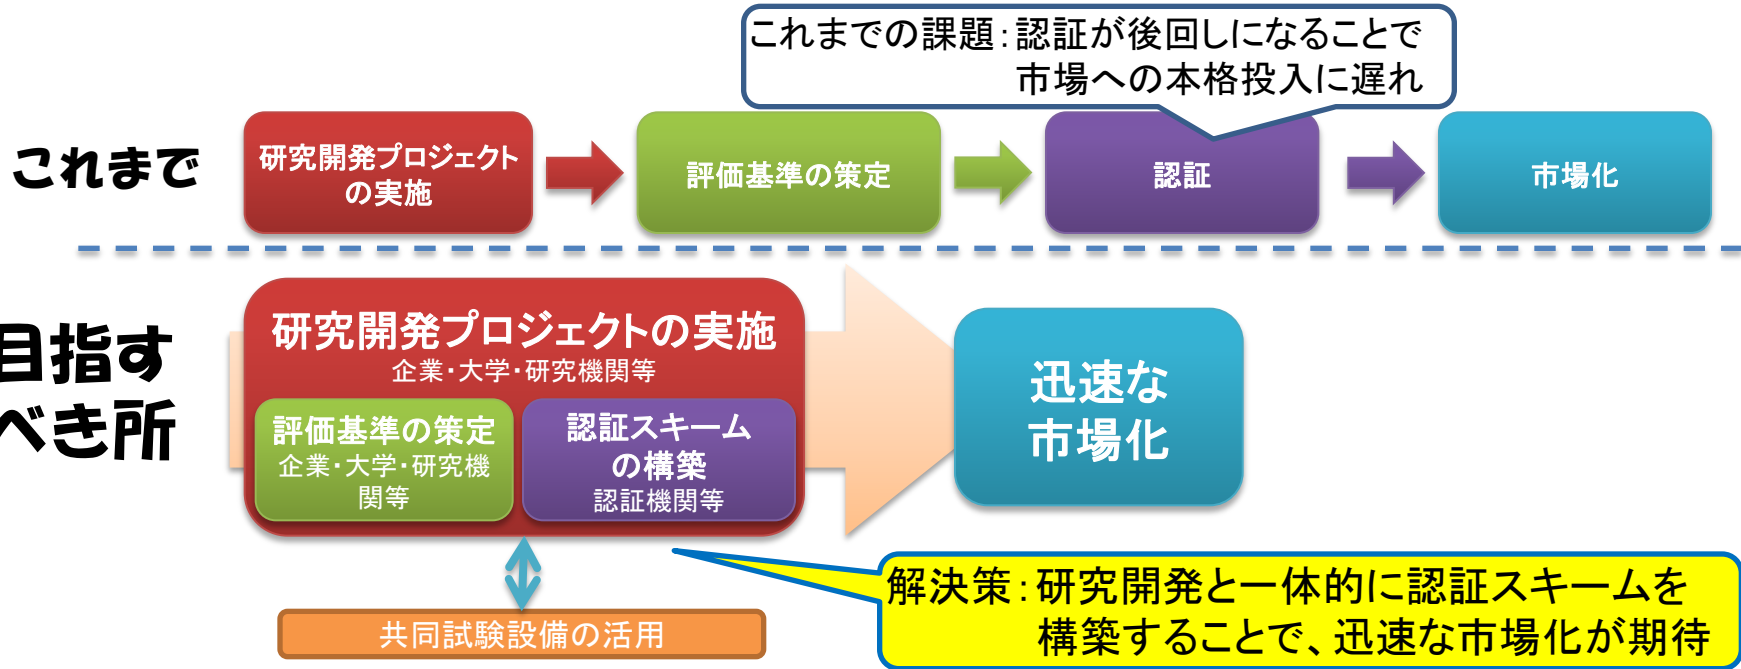 これまでの課題：認証が後回しになることで
市場への本格投入に遅れ
これまで
研究開発プロジェクト
の実施
評価基準の策定
認証
市場化
目指す
べき所
研究開発プロジェクトの実施
企業・大学・研究機関等
評価基準の策定
企業・大学・研究機
関等
認証スキーム
の構築
認証機関等
迅速な
市場化
共同試験設備の活用
解決策：研究開発と一体的に認証スキームを
構築することで、迅速な市場化が期待